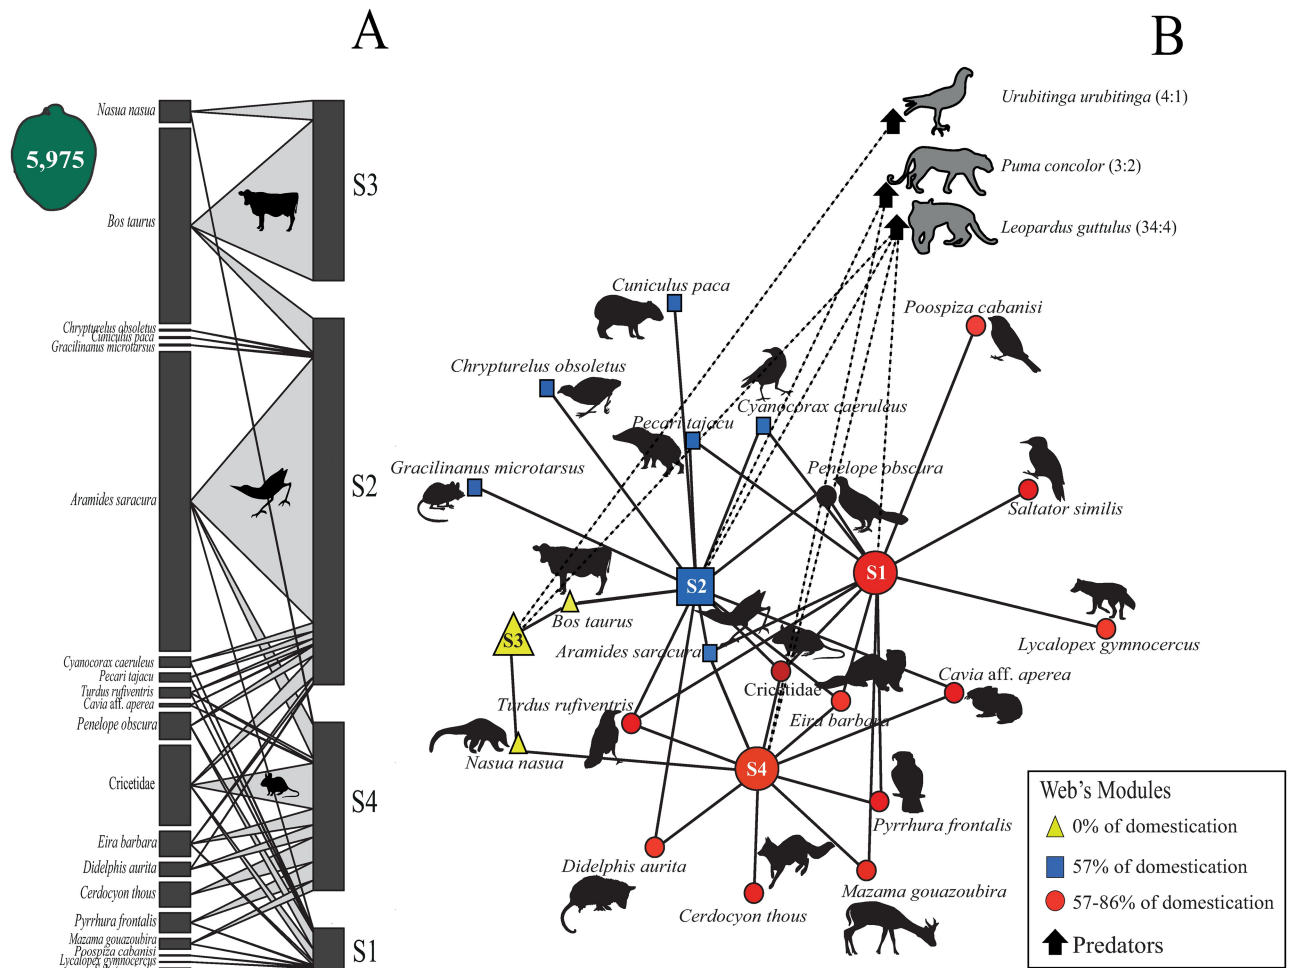 A
B
5,975
Nasua nasua
Bos taurus
Chrypturelus obsoletus
Cuniculus paca
Gracilinanus microtarsus
Aramides saracura
Cyanocorax caeruleus
Pecari tajacu
Turdus rufiventris
Cavia aff. aperea
Penelope obscura
Cricetidae
Eira barbara
Didelphis aurita
Cerdocyon thous
Pyrrhura frontalis
Mazama gouazoubira
Poospiza cabanisi
Lycalopex gymnocercus
S3
S2
S4
S1
Urubitinga urubitinga (4:1)
Puma concolor (3:2)
Leopardus guttulus (34:4)
Cuniculus paca
Poospiza cabanisi
Chrypturelus obsoletus
Cyanocorax caeruleus
Pecari tajacu
Gracilinanus microtarsus
Penelope obscura
Saltator similis
S2
S1
S3
Bos taurus
Aramides saracura
Lycalopex gymnocercus
Cricetidae
Cavia aff. aperea
Turdus rufiventris
Eira barbara
Nasua nasua
S4
Pyrrhura frontalis
Didelphis aurita
Mazama gouazoubira
Cerdocyon thous
Web's Modules
0% of domestication
57% of domestication
57-86% of domestication
Predators